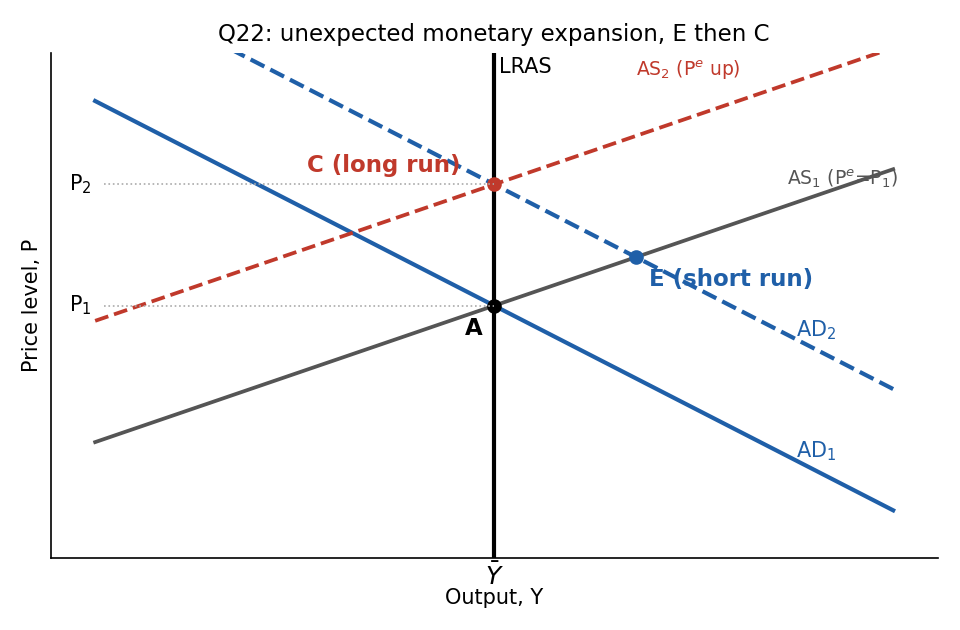 Q22: unexpected monetary expansion, E then C
LRAS
AS₂ (Pᵉ up)
C (long run)
P₂
AS₁ (Pᵉ=P₁)
E (short run)
P₁
A
AD₂
AD₁
Price level, P
Ȳ
Output, Y